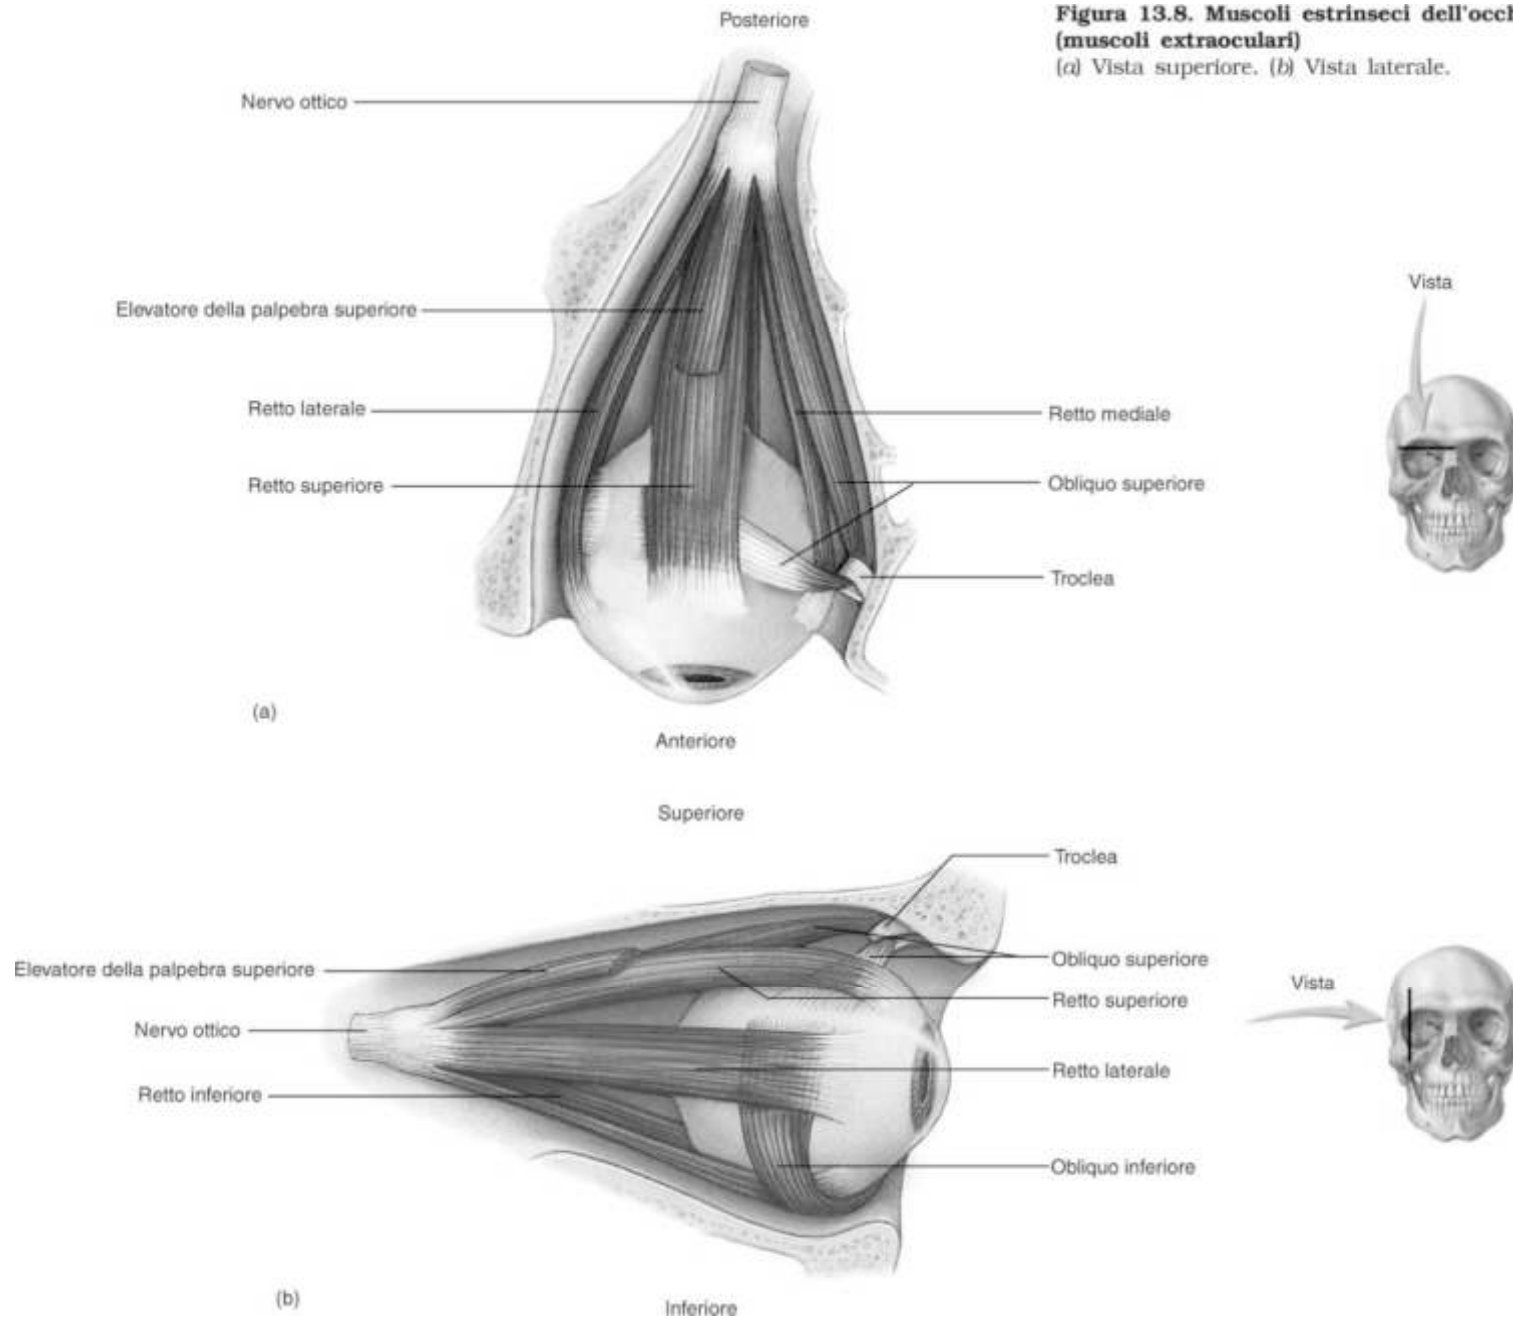 Posteriore
Figura 13.8. Muscoli estrinseci dell'occh
(muscoli extraoculari)
(a) Vista superiore. (b) Vista laterale.
Nervo ottico
Vista
Elevatore della palpebra superiore
Retto laterale
Retto mediale
Retto superiore
Obliquo superiore
Troclea
(a)
Anteriore
Superiore
Troclea
Elevatore della palpebra superiore
Obliquo superiore
Vista
Retto superiore
Nervo ottico
Retto laterale
Retto inferiore
Obliquo inferiore
(b)
Inferiore